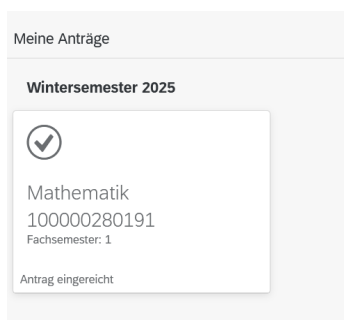 Meine Anträge
Wintersemester 2025
Mathematik
100000280191
Fachsemester: 1
Antrag eingereicht